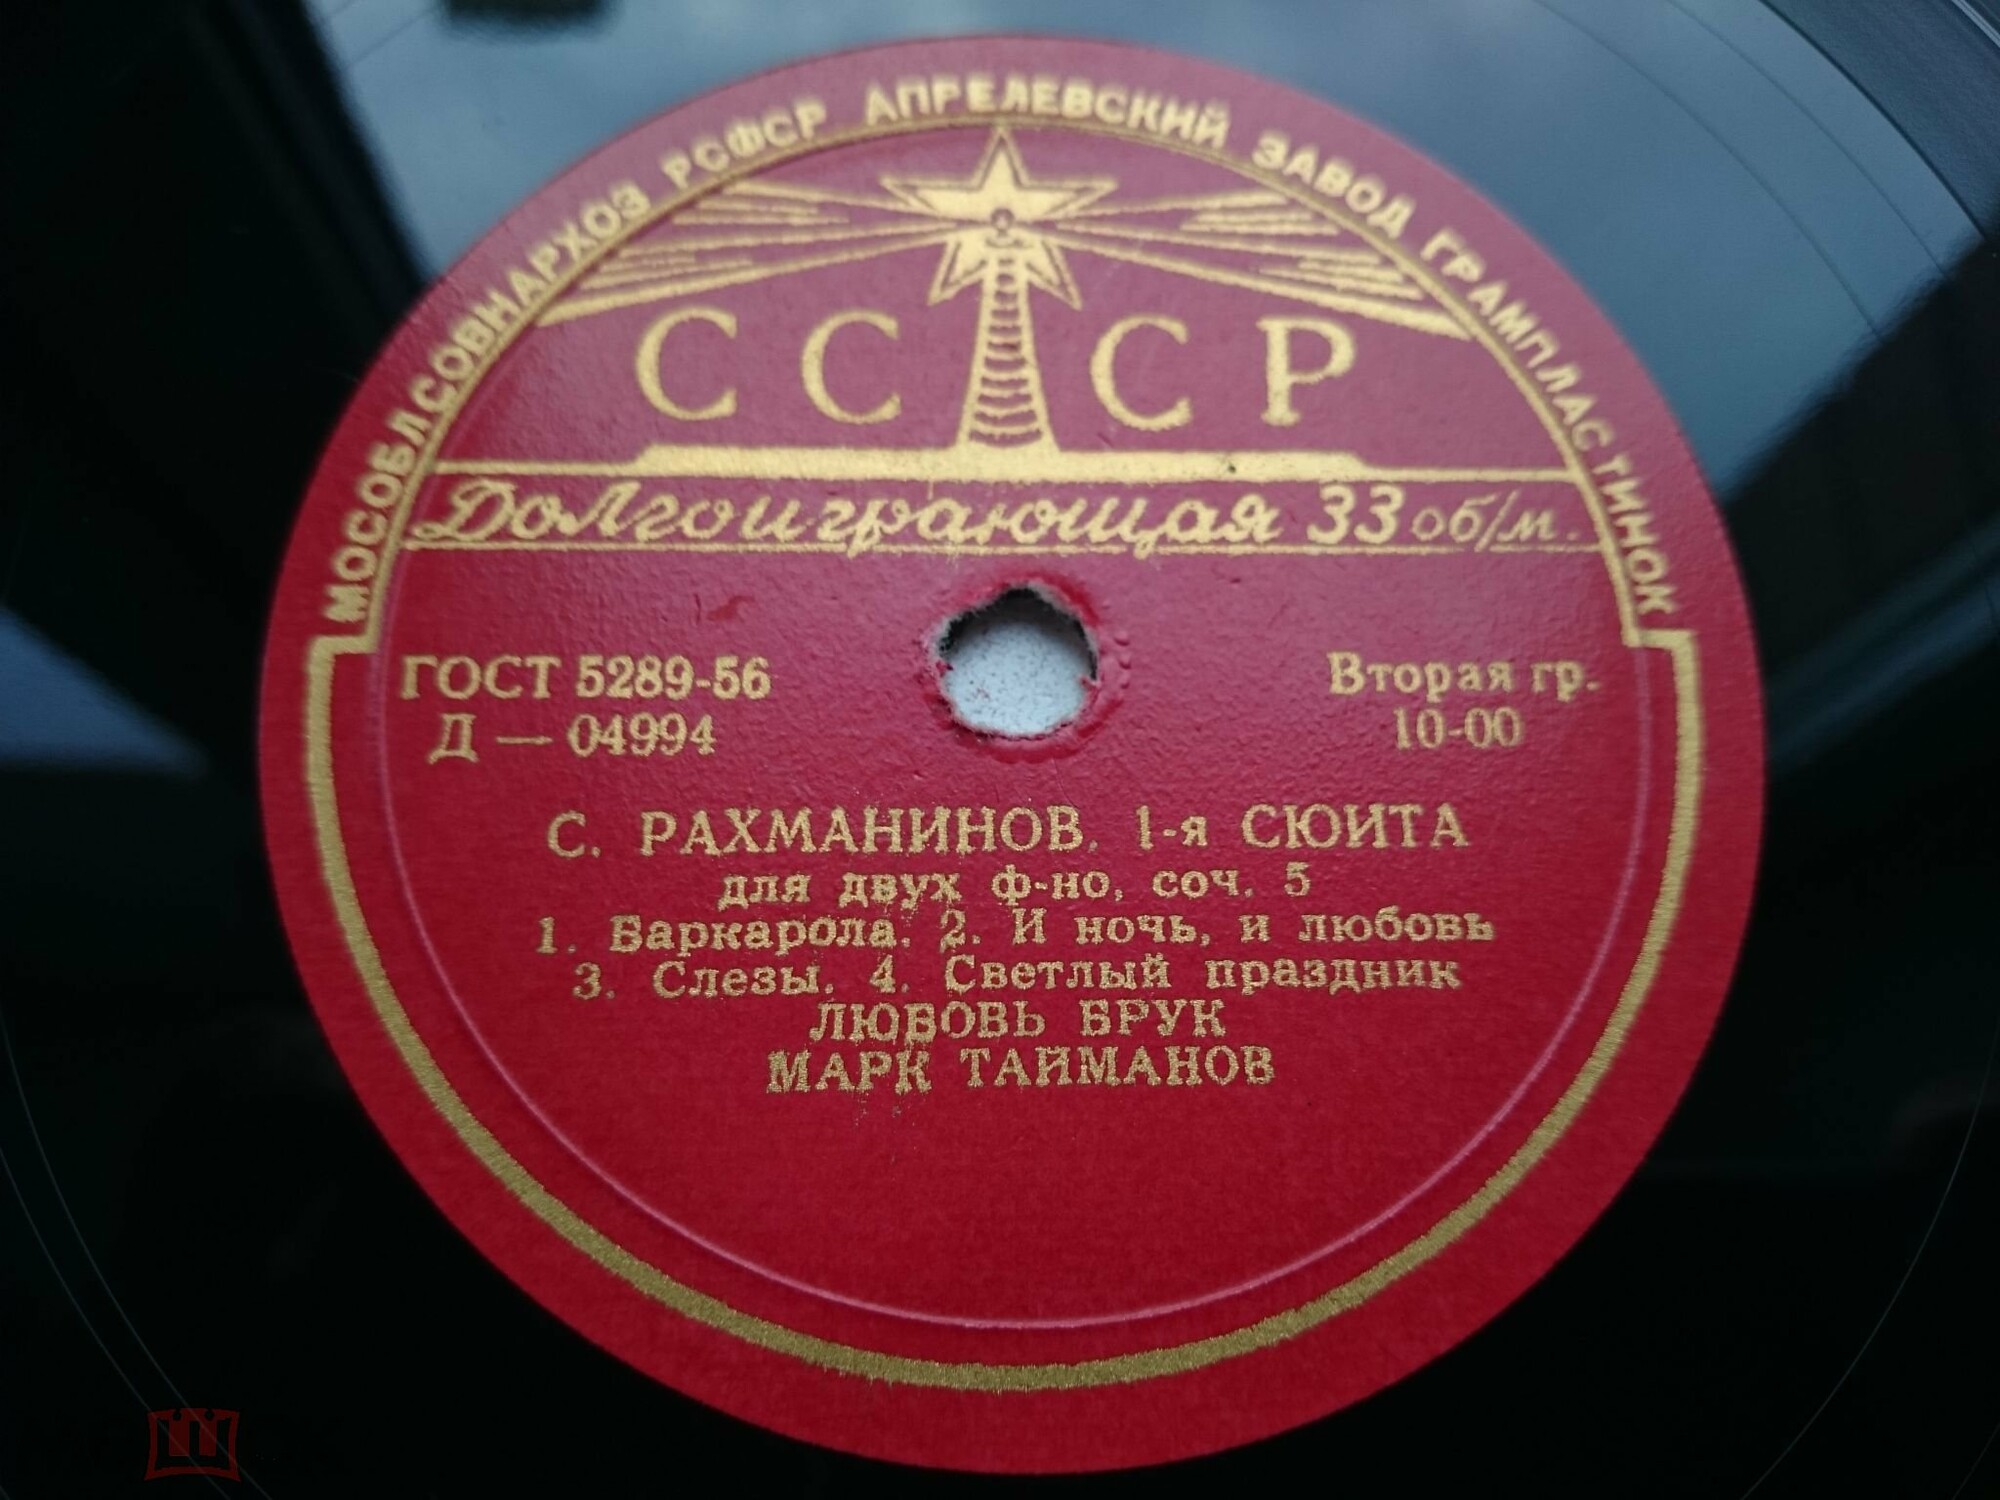 МОСОБЛСОВНАРХОЗ РСФСР АПРЕЛЕВСКИЙ ЗАВОД ГРАМПЛАСТИНОК
СССР
Долгоиграющая 33 об/м.
ГОСТ 5289-56
Д — 04994
Вторая гр.
10-00
С. РАХМАНИНОВ. 1-я СЮИТА
для двух ф-но, соч. 5
1. Баркарола. 2. И ночь, и любовь
3. Слезы. 4. Светлый праздник
ЛЮБОВЬ БРУК
МАРК ТАЙМАНОВ